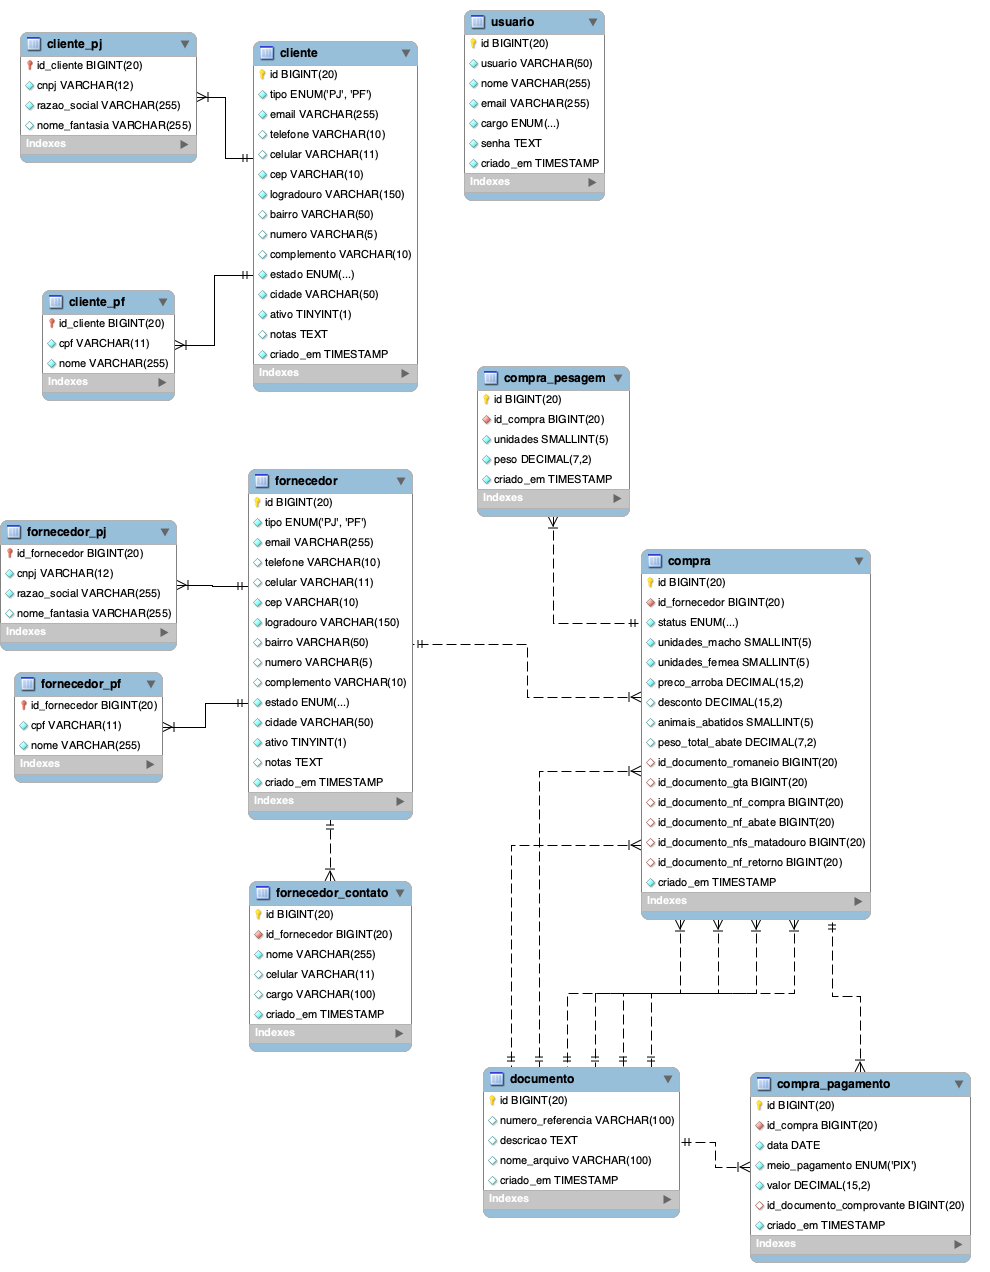 cliente_pj
id_cliente BIGINT(20)
cnpj VARCHAR(12)
razao_social VARCHAR(255)
nome_fantasia VARCHAR(255)
Indexes
cliente
id BIGINT(20)
tipo ENUM('PJ', 'PF')
email VARCHAR(255)
telefone VARCHAR(10)
celular VARCHAR(11)
cep VARCHAR(10)
logradouro VARCHAR(150)
bairro VARCHAR(50)
numero VARCHAR(5)
complemento VARCHAR(10)
estado ENUM(...)
cidade VARCHAR(50)
ativo TINYINT(1)
notas TEXT
criado_em TIMESTAMP
Indexes
usuario
id BIGINT(20)
usuario VARCHAR(50)
nome VARCHAR(255)
email VARCHAR(255)
cargo ENUM(...)
senha TEXT
criado_em TIMESTAMP
Indexes
cliente_pf
id_cliente BIGINT(20)
cpf VARCHAR(11)
nome VARCHAR(255)
Indexes
compra_pesagem
id BIGINT(20)
id_compra BIGINT(20)
unidades SMALLINT(5)
peso DECIMAL(7,2)
criado_em TIMESTAMP
Indexes
fornecedor
id BIGINT(20)
tipo ENUM('PJ', 'PF')
email VARCHAR(255)
telefone VARCHAR(10)
celular VARCHAR(11)
cep VARCHAR(10)
logradouro VARCHAR(150)
bairro VARCHAR(50)
numero VARCHAR(5)
complemento VARCHAR(10)
estado ENUM(...)
cidade VARCHAR(50)
ativo TINYINT(1)
notas TEXT
criado_em TIMESTAMP
Indexes
fornecedor_pj
id_fornecedor BIGINT(20)
cnpj VARCHAR(12)
razao_social VARCHAR(255)
nome_fantasia VARCHAR(255)
Indexes
fornecedor_pf
id_fornecedor BIGINT(20)
cpf VARCHAR(11)
nome VARCHAR(255)
Indexes
compra
id BIGINT(20)
id_fornecedor BIGINT(20)
status ENUM(...)
unidades_macho SMALLINT(5)
unidades_femea SMALLINT(5)
preco_arroba DECIMAL(15,2)
desconto DECIMAL(15,2)
animais_abatidos SMALLINT(5)
peso_total_abate DECIMAL(7,2)
id_documento_romaneio BIGINT(20)
id_documento_gta BIGINT(20)
id_documento_nf_compra BIGINT(20)
id_documento_nf_abate BIGINT(20)
id_documento_nfs_matadouro BIGINT(20)
id_documento_nf_retorno BIGINT(20)
criado_em TIMESTAMP
Indexes
fornecedor_contato
id BIGINT(20)
id_fornecedor BIGINT(20)
nome VARCHAR(255)
celular VARCHAR(11)
cargo VARCHAR(100)
criado_em TIMESTAMP
Indexes
documento
id BIGINT(20)
numero_referencia VARCHAR(100)
descricao TEXT
nome_arquivo VARCHAR(100)
criado_em TIMESTAMP
Indexes
compra_pagamento
id BIGINT(20)
id_compra BIGINT(20)
data DATE
meio_pagamento ENUM('PIX')
valor DECIMAL(15,2)
id_documento_comprovante BIGINT(20)
criado_em TIMESTAMP
Indexes